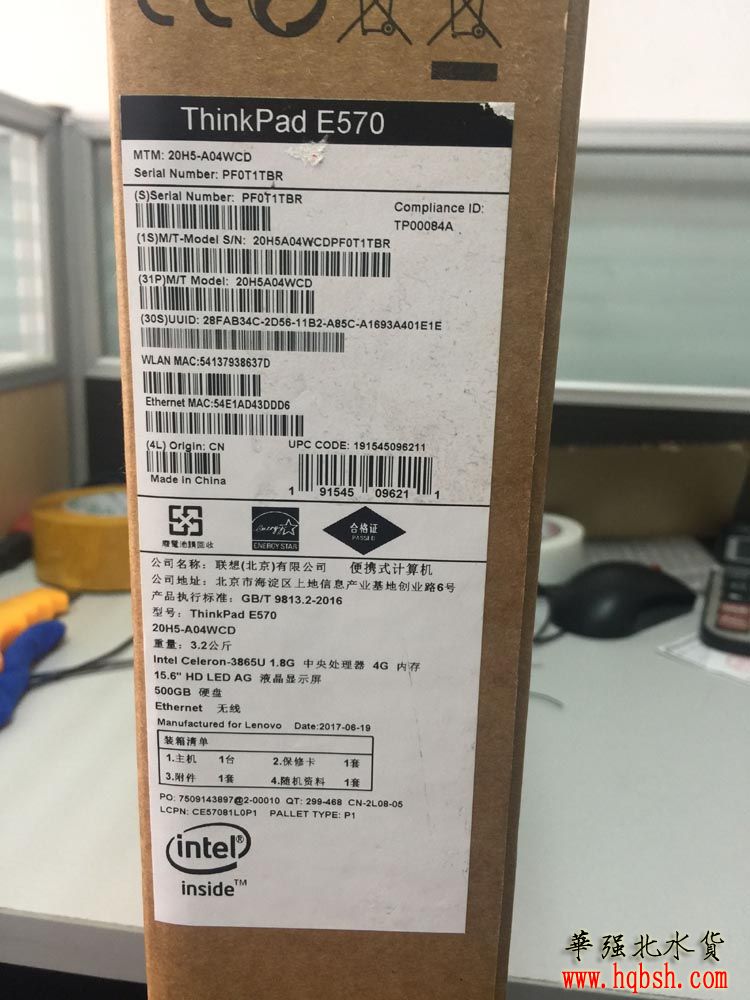 ThinkPad E570
MTM: 20H5-A04WCD
Serial Number: PF0T1TBR
(S)Serial Number: PF0T1TBR
Compliance ID:
TP00084A
(1S)M/T-Model S/N: 20H5A04WCDPF0T1TBR
(31P)M/T Model: 20H5A04WCD
(30S)UUID: 28FAB34C-2D56-11B2-A85C-A1693A401E1E
WLAN MAC:54137938637D
Ethernet MAC:54E1AD43DDD6
(4L) Origin: CN
UPC CODE: 191545096211
Made in China
1 91545 09621 1
廢電池請回收
energy
ENERGY STAR
合格证
PASSED
公司名称: 联想(北京)有限公司 便携式计算机
公司地址: 北京市海淀区上地信息产业基地创业路6号
产品执行标准: GB/T 9813.2-2016
型号: ThinkPad E570
20H5-A04WCD
重量: 3.2公斤
Intel Celeron-3865U 1.8G 中央处理器 4G 内存
15.6" HD LED AG 液晶显示屏
500GB 硬盘
Ethernet 无线
Manufactured for Lenovo Date:2017-06-19
装箱清单
1.主机 1台 2.保修卡 1套
3.附件 1套 4.随机资料 1套
PO: 7509143897@2-00010 QT: 299-468 CN-2L08-05
LCPN: CE57081L0P1 PALLET TYPE: P1
intel®
inside™
華强北水貨
www.hqbsh.com